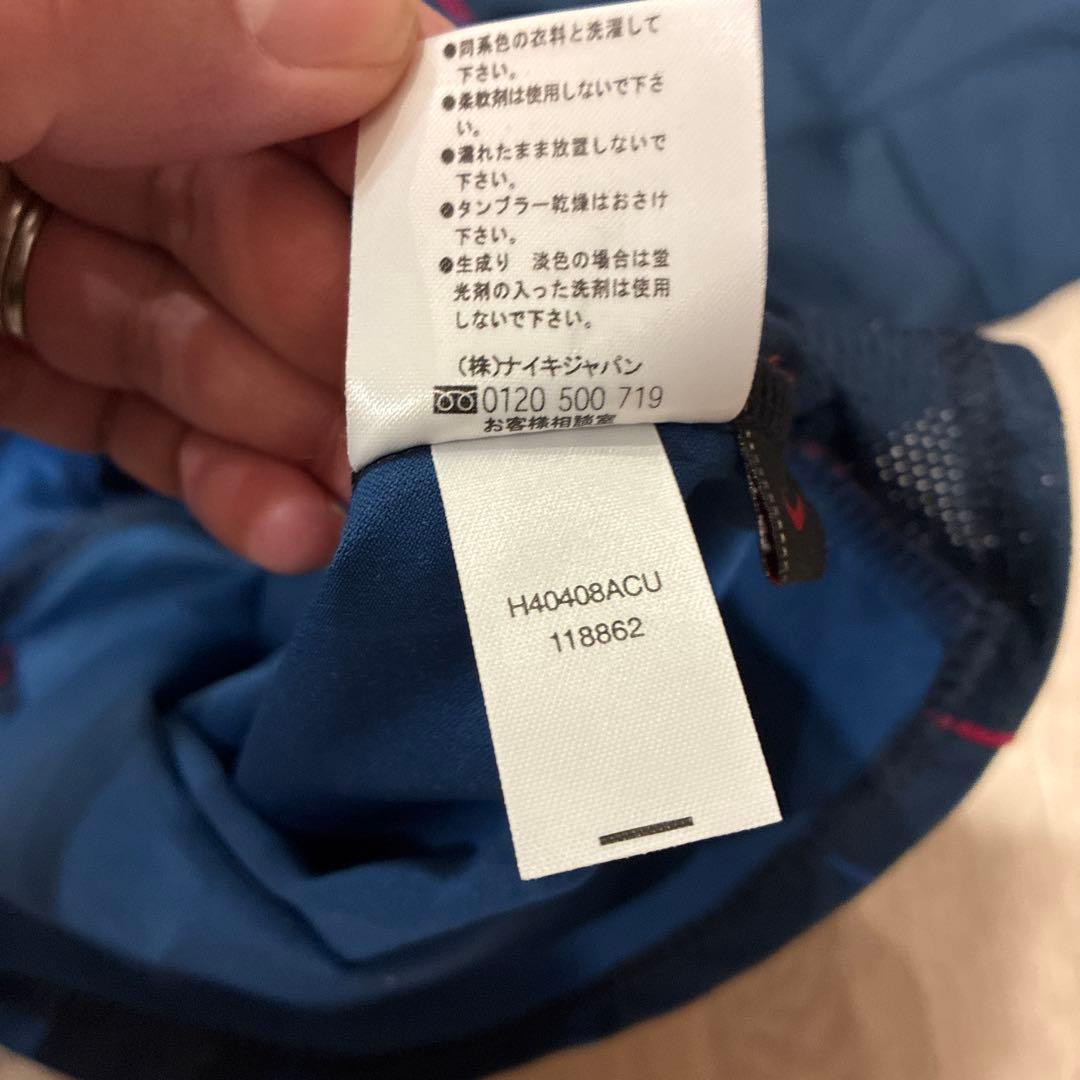 ●同系色の衣料と洗濯して
下さい。
●柔軟剤は使用しないで下さ
い。
●濡れたまま放置しないで
下さい。
●タンブラー乾燥はおさけ
下さい。
●生成り　淡色の場合は蛍
光剤の入った洗剤は使用
しないで下さい。
(株)ナイキジャパン
0120 500 719
お客様相談室
H40408ACU
118862